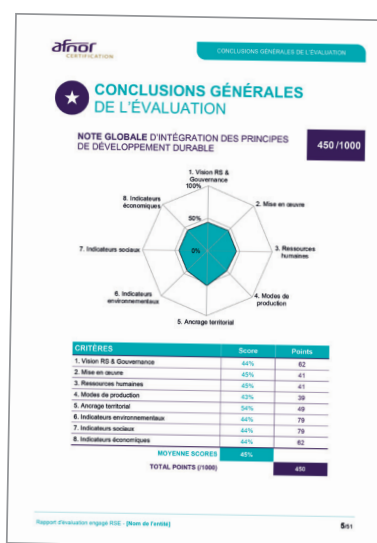 afnor
CERTIFICATION
CONCLUSIONS GÉNÉRALES DE L'ÉVALUATION
CONCLUSIONS GÉNÉRALES
DE L'ÉVALUATION
NOTE GLOBALE D'INTÉGRATION DES PRINCIPES
DE DÉVELOPPEMENT DURABLE
450 /1000
1. Vision RS &
Gouvernance
100%
8. Indicateurs
économiques
2. Mise en œuvre
50%
7. Indicateurs sociaux
0%
3. Ressources
humaines
6. Indicateurs
environnementaux
4. Modes de
production
5. Ancrage territorial
CRITÈRES Score Points
1. Vision RS & Gouvernance 44% 62
2. Mise en œuvre 45% 41
3. Ressources humaines 45% 41
4. Modes de production 43% 39
5. Ancrage territorial 54% 49
6. Indicateurs environnementaux 44% 79
7. Indicateurs sociaux 44% 79
8. Indicateurs économiques 44% 62
MOYENNE SCORES 45%
TOTAL POINTS (/1000) 450
Rapport d'évaluation engagé RSE - [Nom de l'entité]
5/51